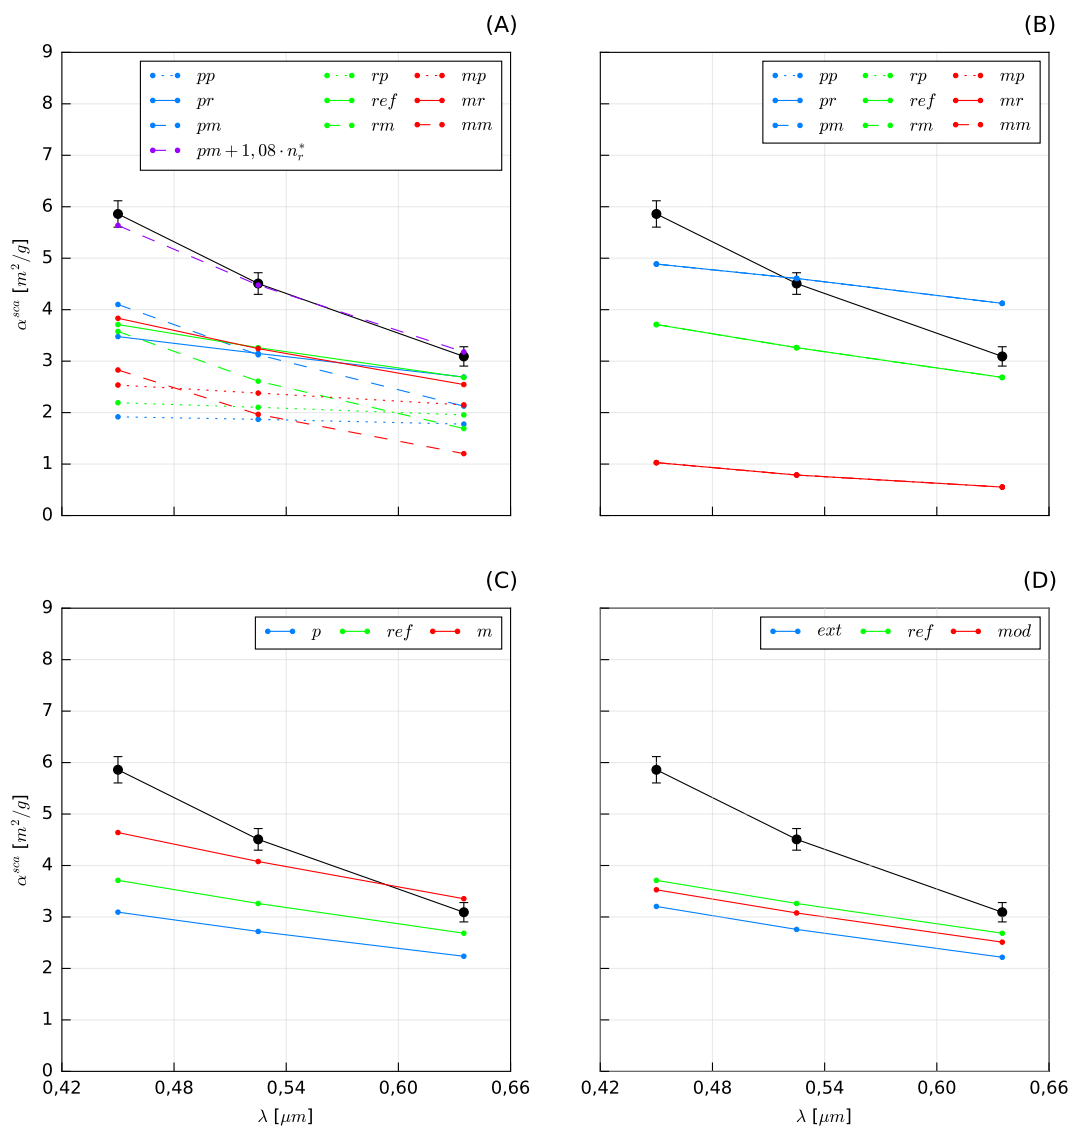 (A) (B)
9
8
7
6
5
4
3
2
1
0
α^sca [m²/g]
pp rp mp
pr ref mr
pm rm mm
pm + 1,08 · n_r^*
pp rp mp
pr ref mr
pm rm mm
(C) (D)
9
8
7
6
5
4
3
2
1
0
α^sca [m²/g]
p ref m
ext ref mod
0,42 0,48 0,54 0,60 0,66
0,42 0,48 0,54 0,60 0,66
λ [μm] λ [μm]